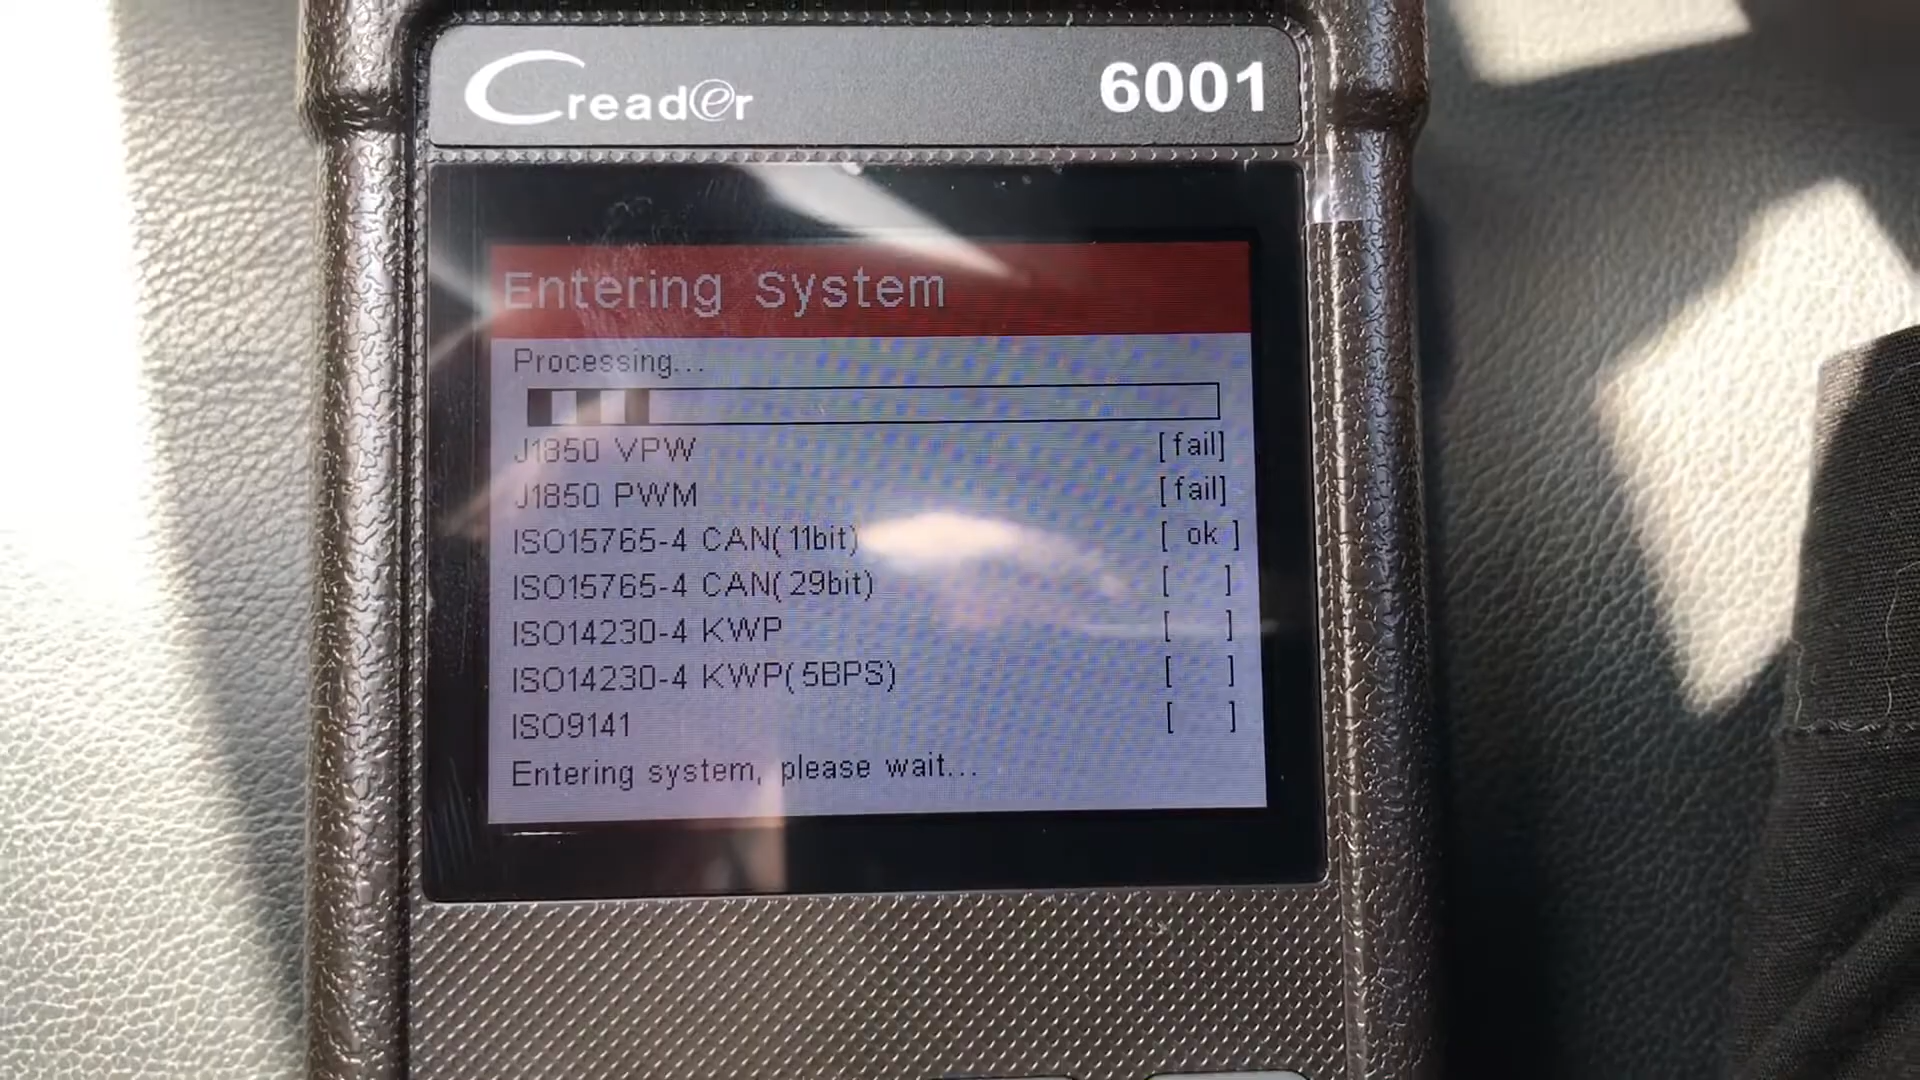 Creader 6001
Entering System
Processing...
J1850 VPW [fail]
J1850 PWM [fail]
ISO15765-4 CAN(11bit) [ ok ]
ISO15765-4 CAN(29bit) [ ]
ISO14230-4 KWP [ ]
ISO14230-4 KWP(5BPS) [ ]
ISO9141 [ ]
Entering system, please wait...